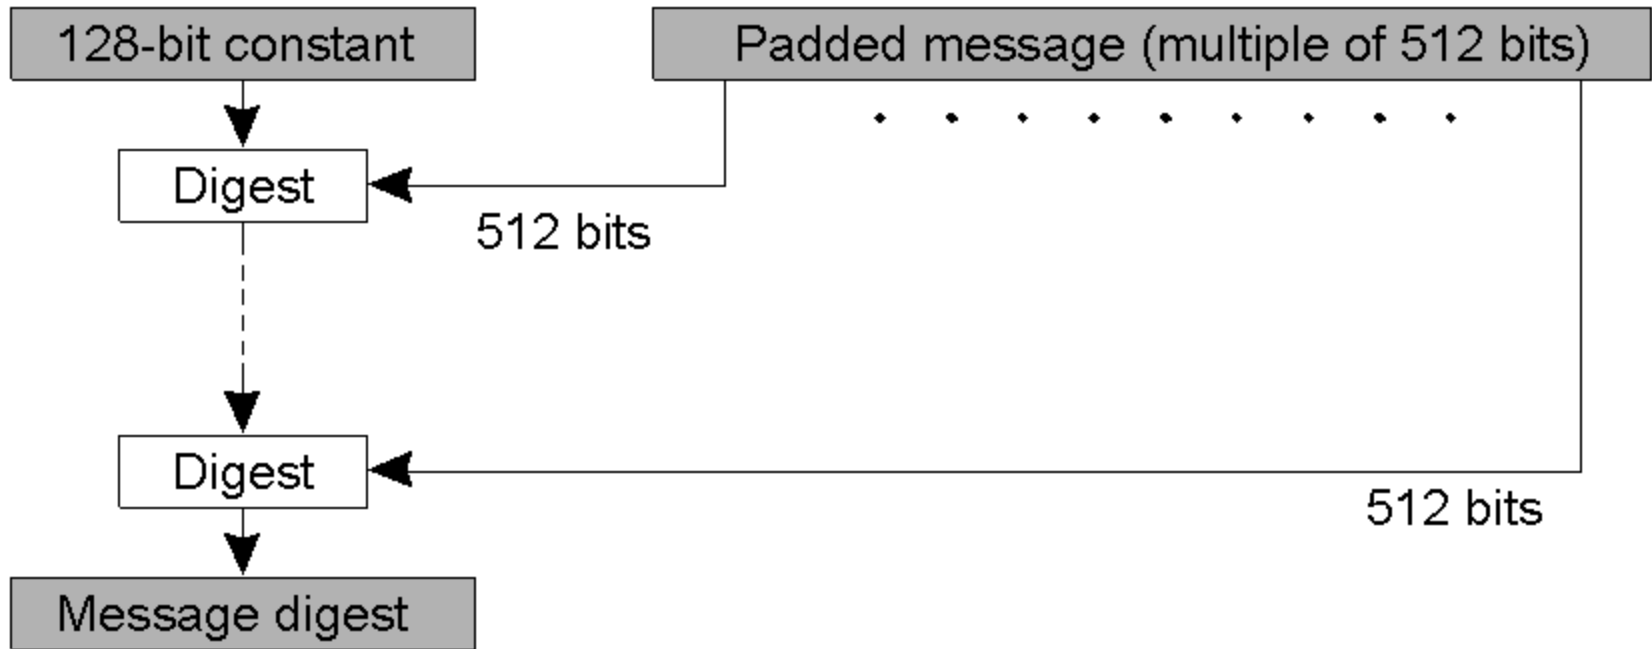 128-bit constant
Padded message (multiple of 512 bits)
Digest
512 bits
Digest
512 bits
Message digest